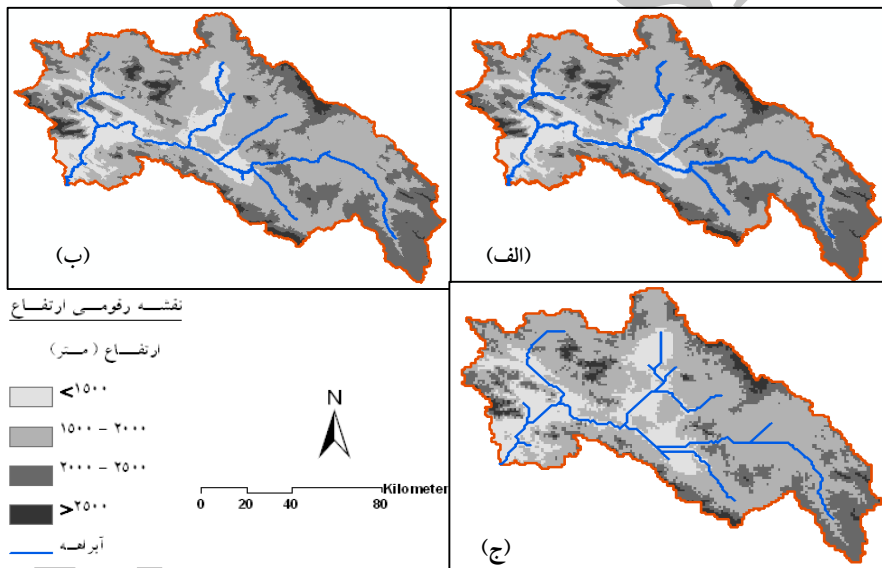 (ب)
(الف)
نقشه رقومی ارتفاع
ارتفاع (متر)
<۱۵۰۰
۱۵۰۰ - ۲۰۰۰
۲۰۰۰ - ۲۵۰۰
>۲۵۰۰
آبراهه
N
Kilometer
0 20 40 80
(ج)